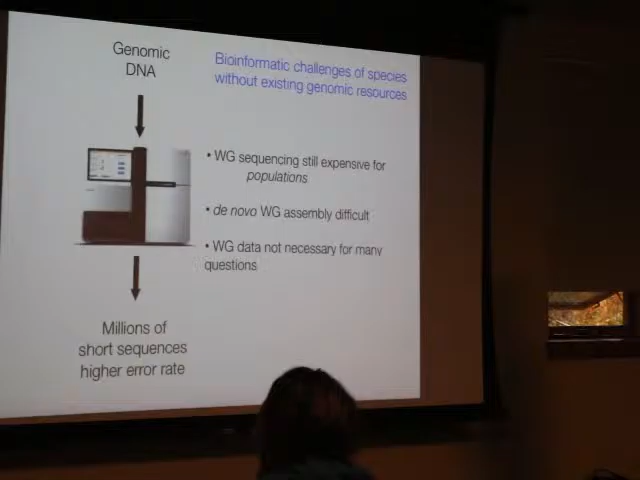 Genomic
DNA
Bioinformatic challenges of species
without existing genomic resources
• WG sequencing still expensive for
populations
• de novo WG assembly difficult
• WG data not necessary for many
questions
Millions of
short sequences
higher error rate